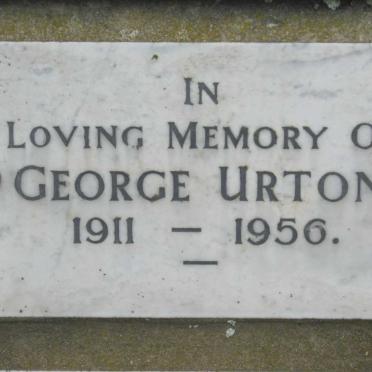 IN
LOVING MEMORY O
GEORGE URTON
1911 — 1956.
—